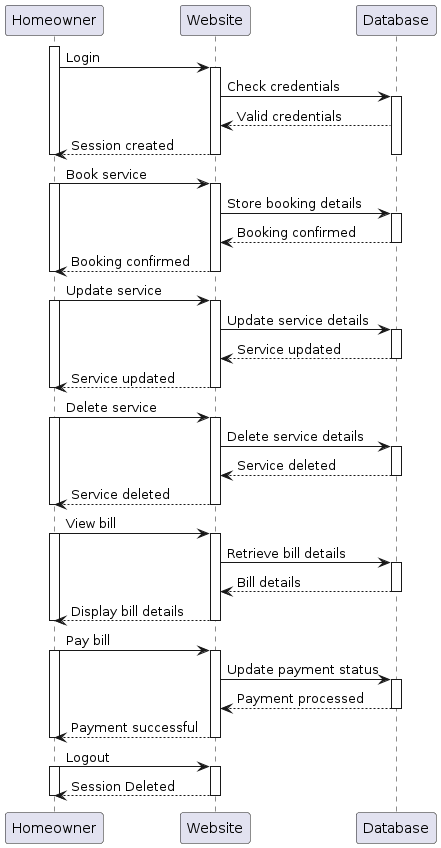 Homeowner Website Database
Login
Check credentials
Valid credentials
Session created
Book service
Store booking details
Booking confirmed
Booking confirmed
Update service
Update service details
Service updated
Service updated
Delete service
Delete service details
Service deleted
Service deleted
View bill
Retrieve bill details
Bill details
Display bill details
Pay bill
Update payment status
Payment processed
Payment successful
Logout
Session Deleted
Homeowner Website Database